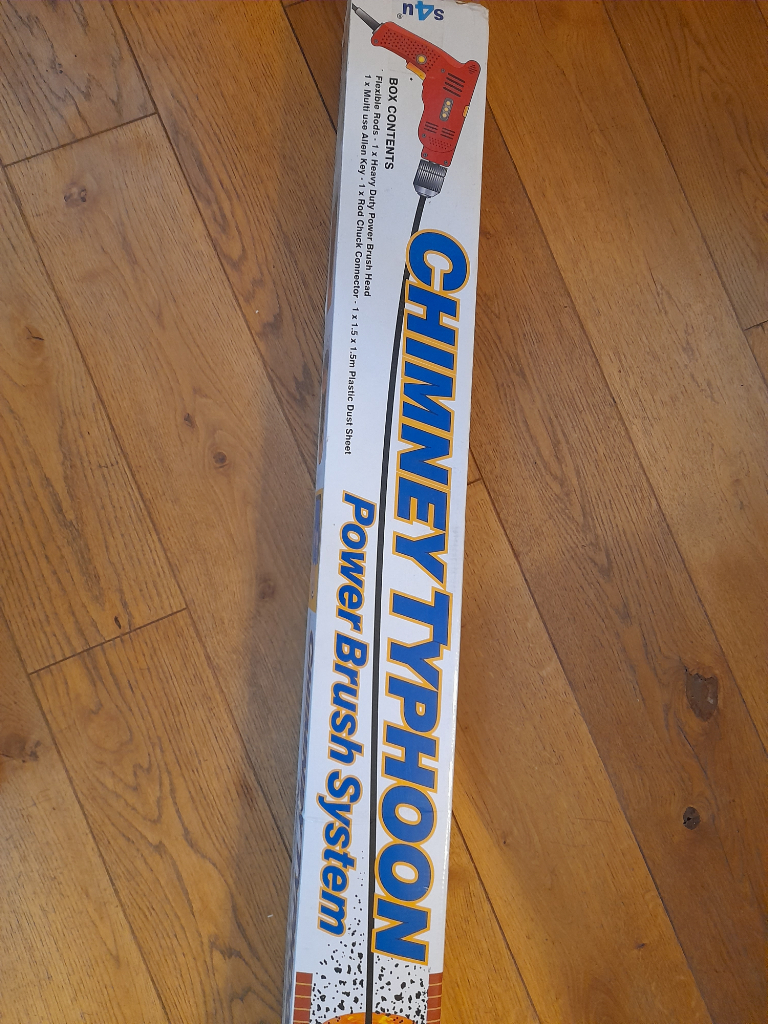 s4u®
BOX CONTENTS
Flexible Rods - 1 x Heavy Duty Power Brush Head
1 x Multi use Allen Key - 1 x Rod Chuck Connector - 1 x 1.5 x 1.5m Plastic Dust Sheet
CHIMNEY TYPHOON
Power Brush System